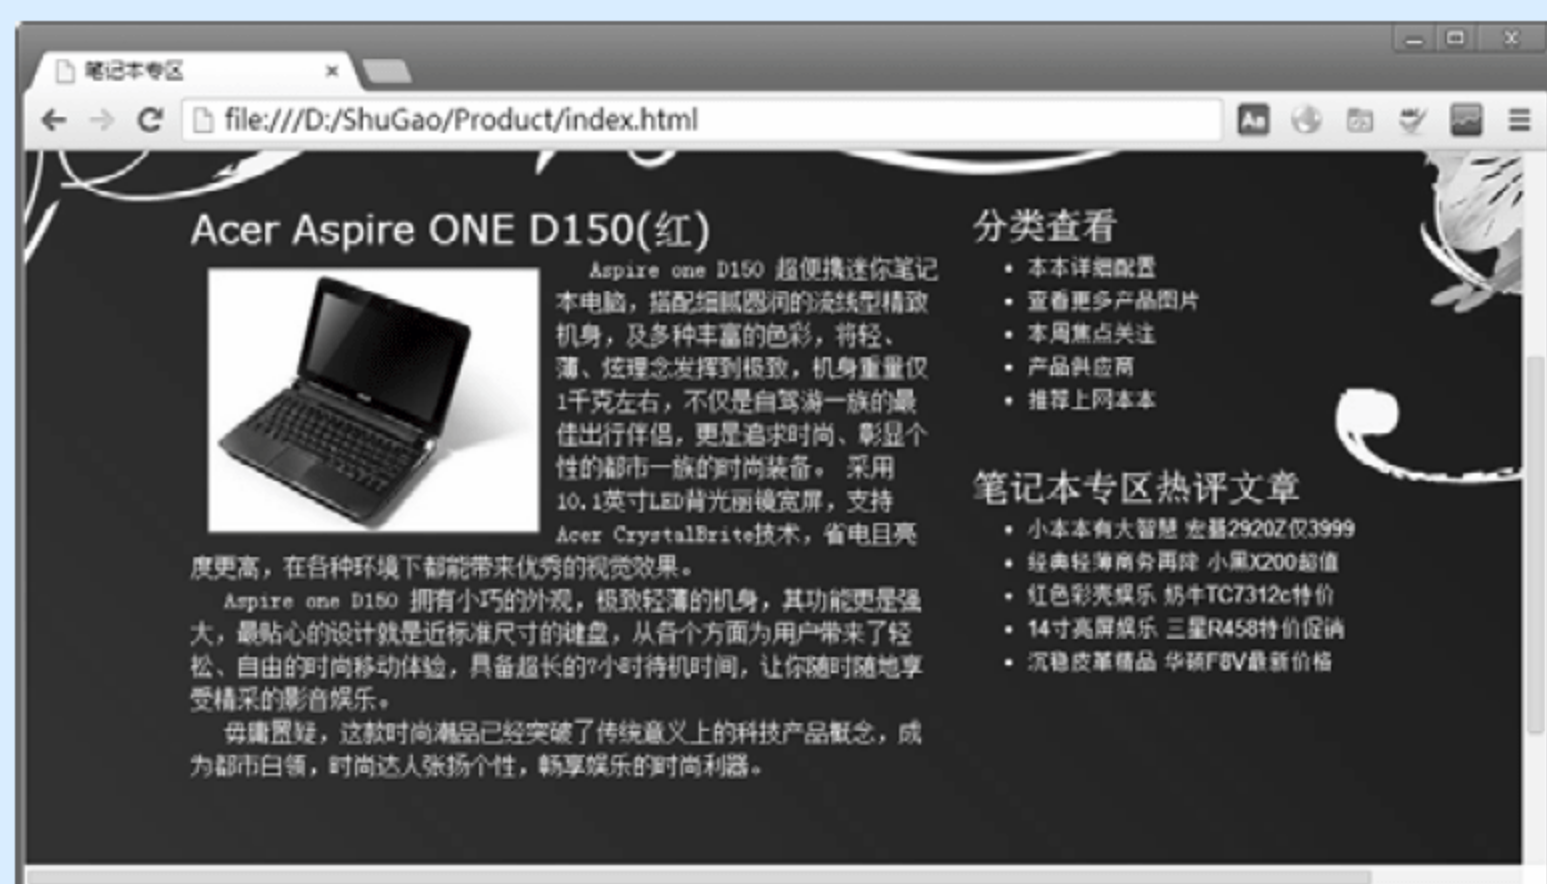 笔记本专区
file:///D:/ShuGao/Product/index.html
Acer Aspire ONE D150(红)
Aspire one D150 超便携迷你笔记
本电脑，搭配细腻圆润的流线型精致
机身，及多种丰富的色彩，将轻、
薄、炫理念发挥到极致，机身重量仅
1千克左右，不仅是自驾游一族的最
佳出行伴侣，更是追求时尚、彰显个
性的都市一族的时尚装备。 采用
10.1英寸LED背光丽镜宽屏，支持
Acer CrystalBrite技术，省电且亮
度更高，在各种环境下都能带来优秀的视觉效果。
Aspire one D150 拥有小巧的外观，极致轻薄的机身，其功能更是强
大，最贴心的设计就是近标准尺寸的键盘，从各个方面为用户带来了轻
松、自由的时尚移动体验，具备超长的7小时待机时间，让你随时随地享
受精采的影音娱乐。
毋庸置疑，这款时尚潮品已经突破了传统意义上的科技产品概念，成
为都市白领，时尚达人张扬个性，畅享娱乐的时尚利器。
分类查看
• 本本详细配置
• 查看更多产品图片
• 本周焦点关注
• 产品供应商
• 推荐上网本本
笔记本专区热评文章
• 小本本有大智慧 宏碁2920Z仅3999
• 经典轻薄商务再降 小黑X200超值
• 红色彩壳娱乐 奶牛TC7312c特价
• 14寸亮屏娱乐 三星R458特价促销
• 沉稳皮革精品 华硕F8V最新价格